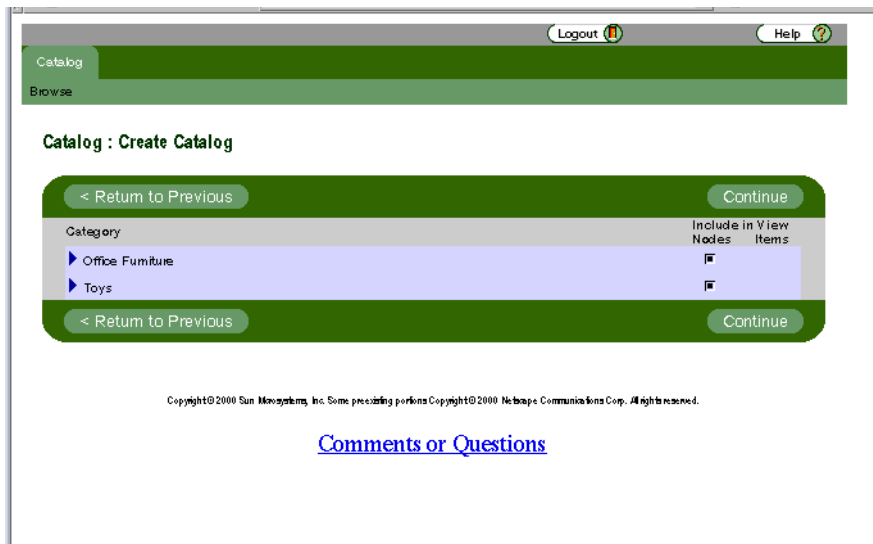 Logout Help
Catalog
Browse
Catalog : Create Catalog
< Return to Previous Continue
Category Include in View
Nodes Items
Office Furniture
Toys
< Return to Previous Continue
Copyright © 2000 Sun Microsystems, Inc. Some preexisting portions Copyright © 2000 Netscape Communications Corp. All rights reserved.
Comments or Questions